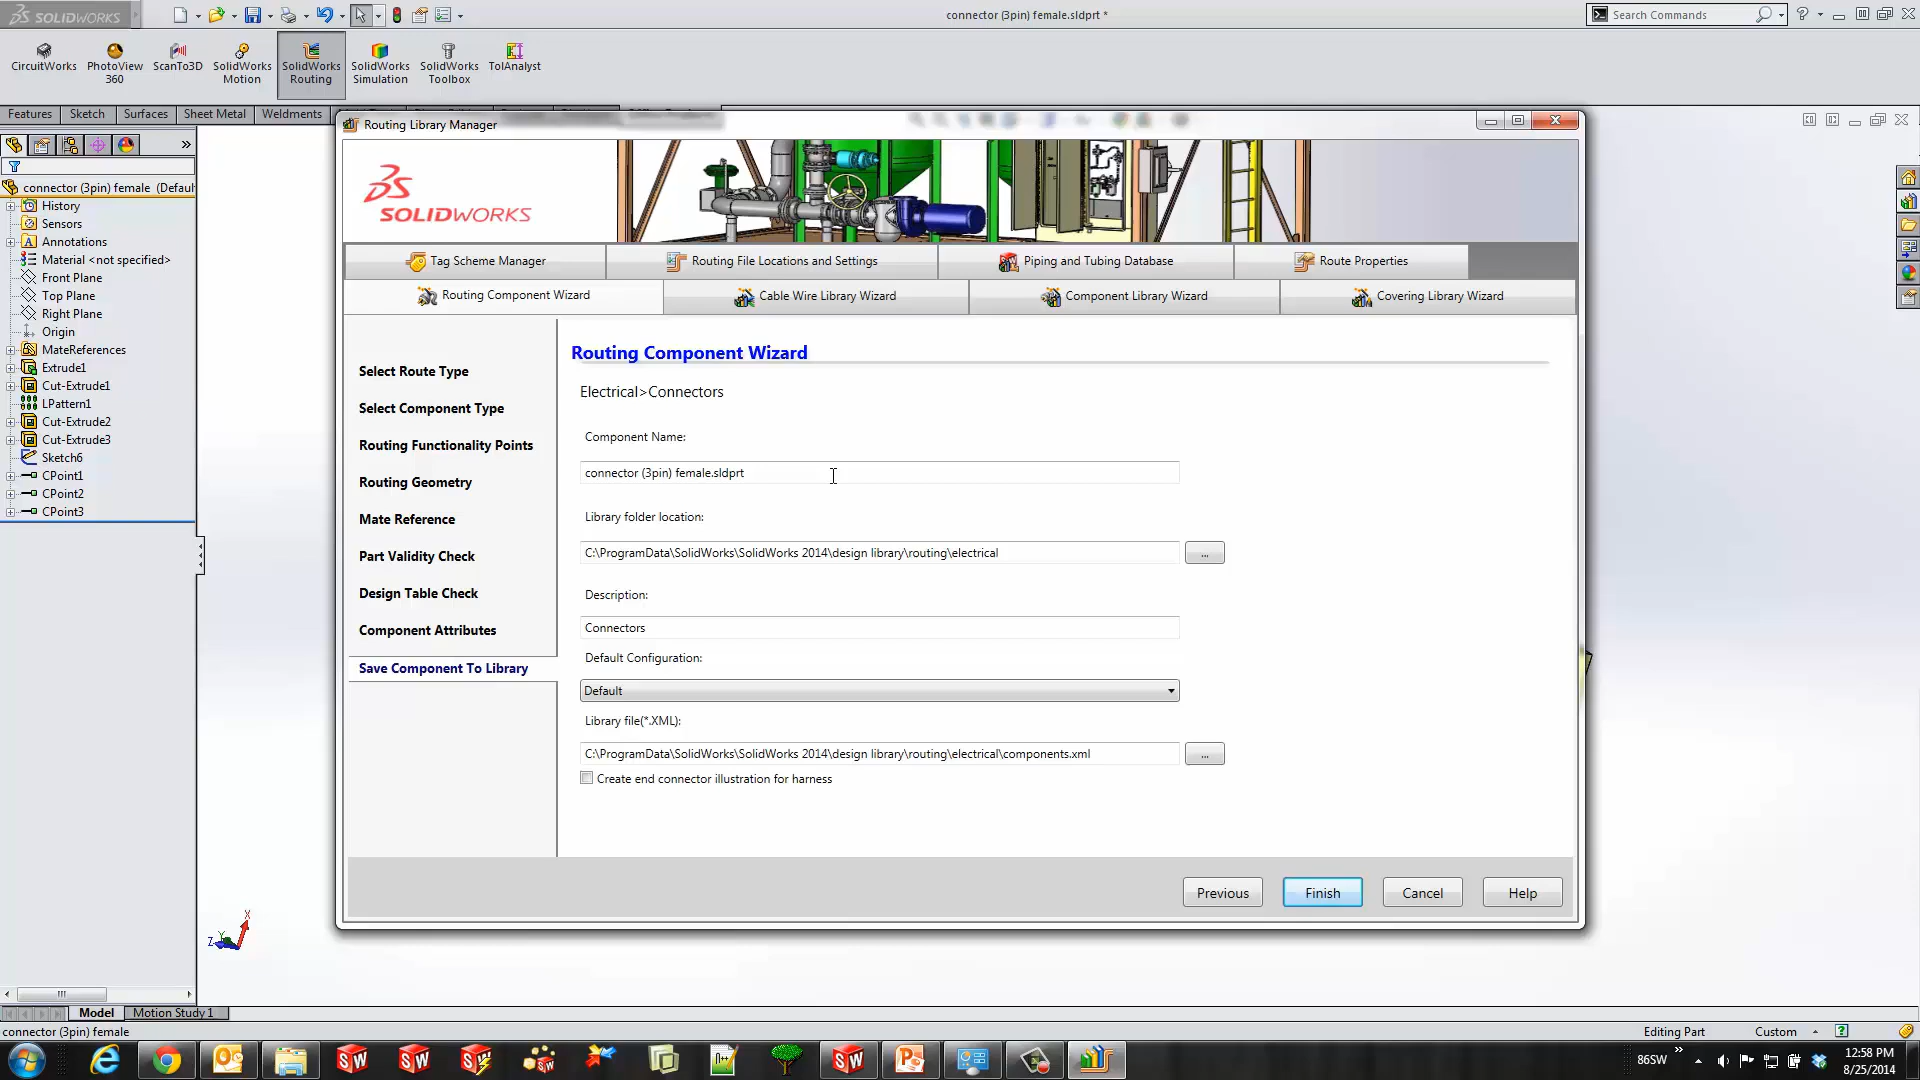 SOLIDWORKS
connector (3pin) female.sldprt *
Search Commands
CircuitWorks
PhotoView 360
ScanTo3D
SolidWorks Motion
SolidWorks Routing
SolidWorks Simulation
SolidWorks Toolbox
TolAnalyst
Features
Sketch
Surfaces
Sheet Metal
Weldments
connector (3pin) female (Defaul
History
Sensors
Annotations
Material <not specified>
Front Plane
Top Plane
Right Plane
Origin
MateReferences
Extrude1
Cut-Extrude1
LPattern1
Cut-Extrude2
Cut-Extrude3
Sketch6
CPoint1
CPoint2
CPoint3
Routing Library Manager
SOLIDWORKS
Tag Scheme Manager
Routing File Locations and Settings
Piping and Tubing Database
Route Properties
Routing Component Wizard
Cable Wire Library Wizard
Component Library Wizard
Covering Library Wizard
Select Route Type
Select Component Type
Routing Functionality Points
Routing Geometry
Mate Reference
Part Validity Check
Design Table Check
Component Attributes
Save Component To Library
Routing Component Wizard
Electrical>Connectors
Component Name:
connector (3pin) female.sldprt
Library folder location:
C:\ProgramData\SolidWorks\SolidWorks 2014\design library\routing\electrical
...
Description:
Connectors
Default Configuration:
Default
Library file(*.XML):
C:\ProgramData\SolidWorks\SolidWorks 2014\design library\routing\electrical\components.xml
...
Create end connector illustration for harness
Previous
Finish
Cancel
Help
X
Y
Z
Model
Motion Study 1
connector (3pin) female
Editing Part
Custom
86SW
12:58 PM
8/25/2014